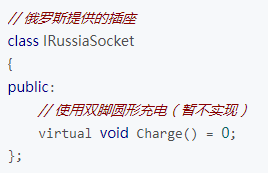 // 俄罗斯提供的插座
class IRussiaSocket
{
public:
    // 使用双脚圆形充电（暂不实现）
    virtual void Charge() = 0;
};